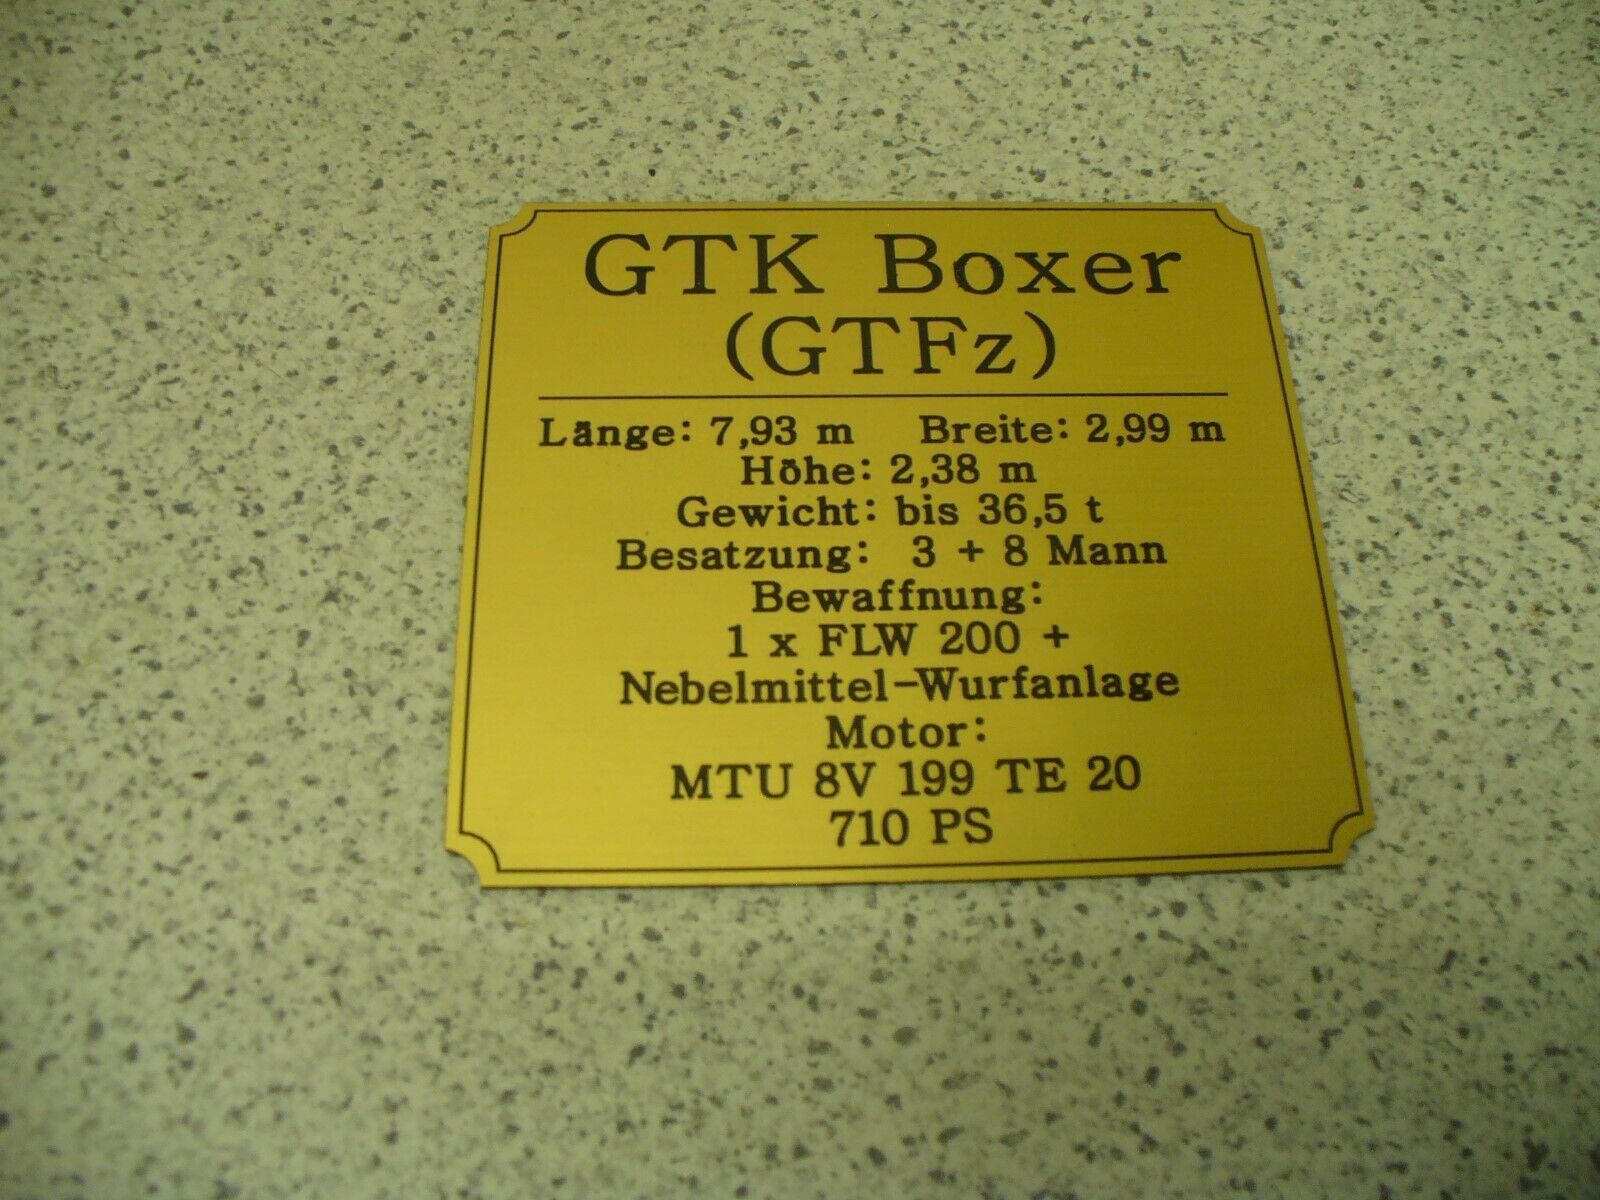 GTK Boxer
(GTFz)
Länge: 7,93 m Breite: 2,99 m
Höhe: 2,38 m
Gewicht: bis 36,5 t
Besatzung: 3 + 8 Mann
Bewaffnung:
1 x FLW 200 +
Nebelmittel-Wurfanlage
Motor:
MTU 8V 199 TE 20
710 PS